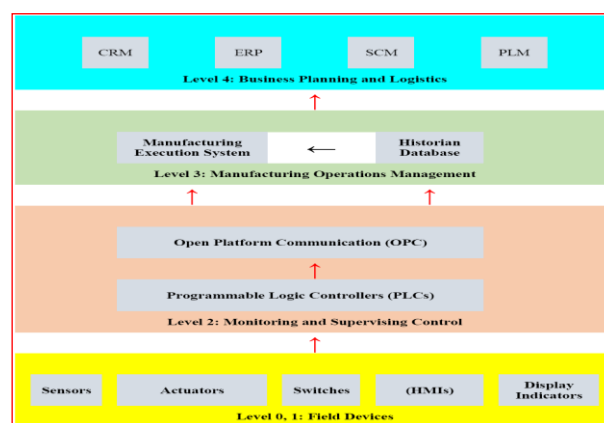 CRM ERP SCM PLM
Level 4: Business Planning and Logistics
Manufacturing Execution System
Historian Database
Level 3: Manufacturing Operations Management
Open Platform Communication (OPC)
Programmable Logic Controllers (PLCs)
Level 2: Monitoring and Supervising Control
Sensors Actuators Switches (HMIs) Display Indicators
Level 0, 1: Field Devices